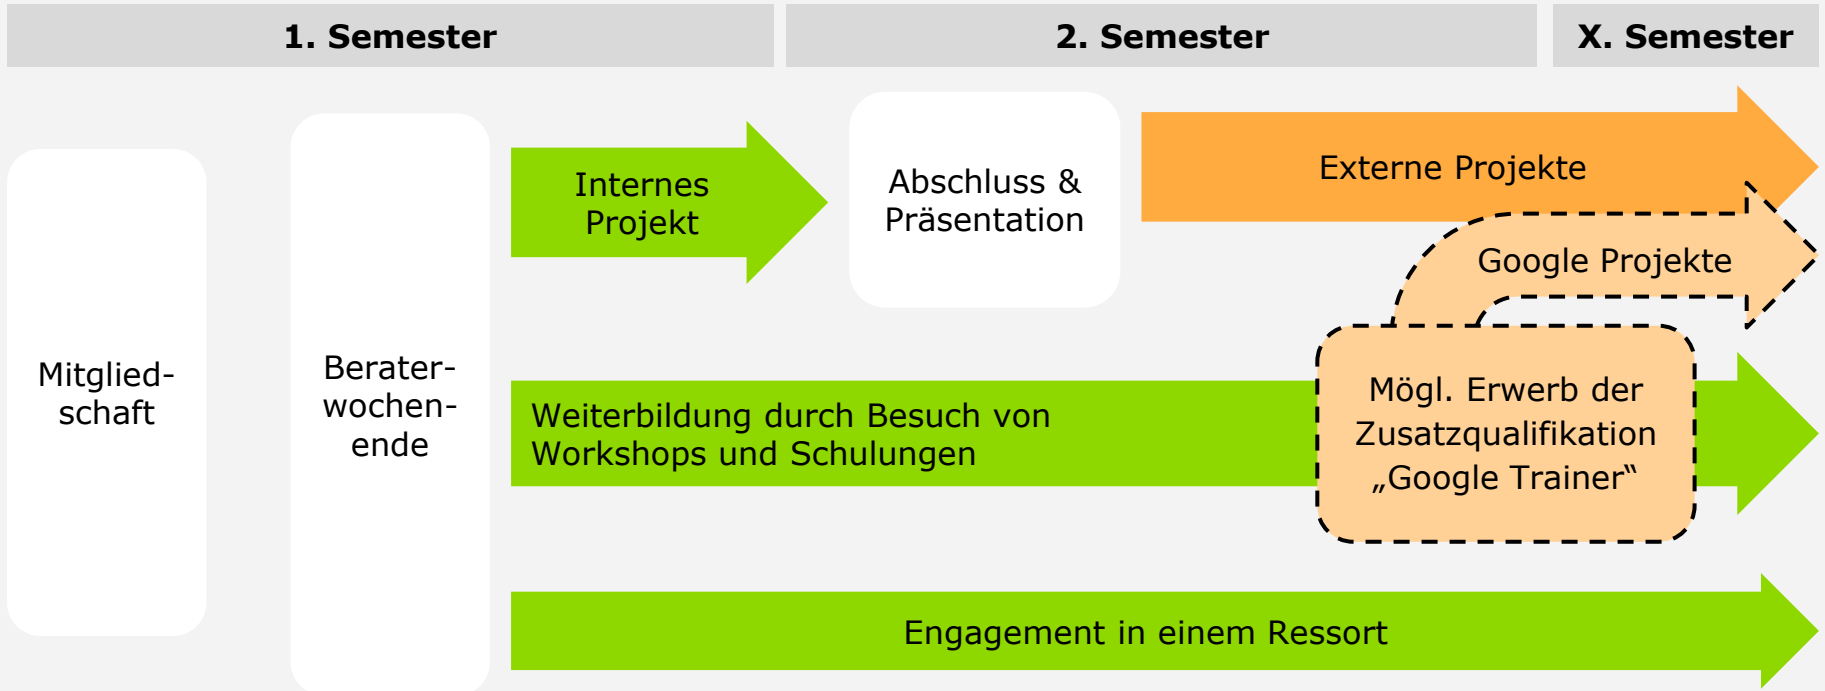 1. Semester
2. Semester
X. Semester
Mitglied-
schaft
Berater-
wochen-
ende
Internes
Projekt
Abschluss &
Präsentation
Externe Projekte
Google Projekte
Weiterbildung durch Besuch von
Workshops und Schulungen
Mögl. Erwerb der
Zusatzqualifikation
„Google Trainer“
Engagement in einem Ressort